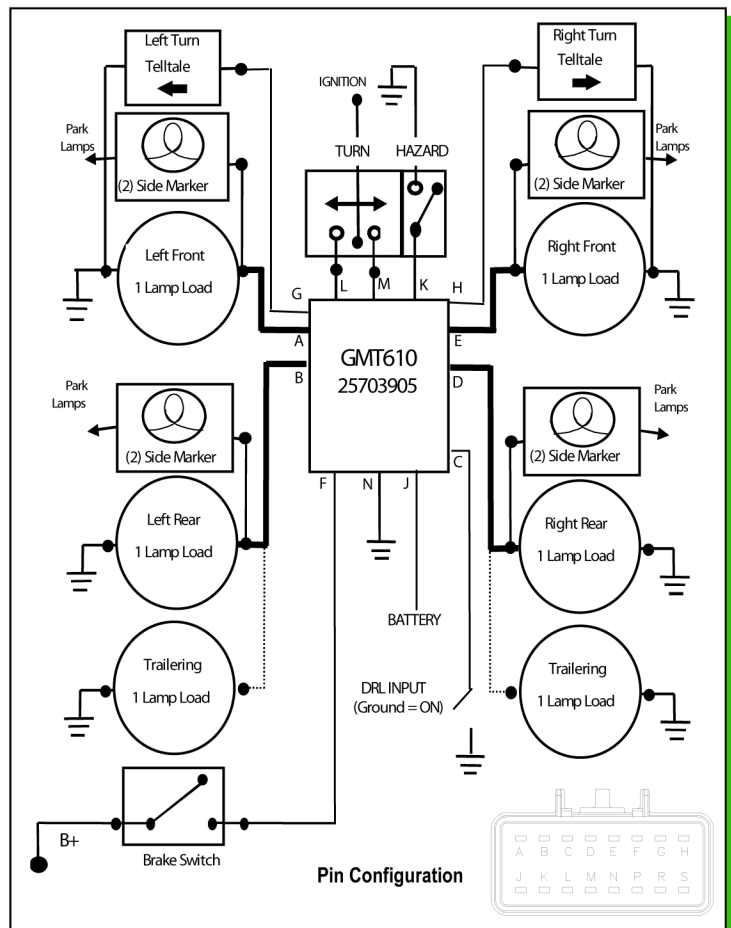 Left Turn
Telltale
Right Turn
Telltale
IGNITION
TURN
HAZARD
Park
Lamps
(2) Side Marker
Park
Lamps
(2) Side Marker
Left Front
1 Lamp Load
Right Front
1 Lamp Load
G
L
M
K
H
A
E
B
D
GMT610
25703905
C
F
N
J
Park
Lamps
(2) Side Marker
Park
Lamps
(2) Side Marker
Left Rear
1 Lamp Load
Right Rear
1 Lamp Load
BATTERY
Trailering
1 Lamp Load
DRL INPUT
(Ground = ON)
Trailering
1 Lamp Load
B+
Brake Switch
Pin Configuration
A B C D E F G H
J K L M N P R S